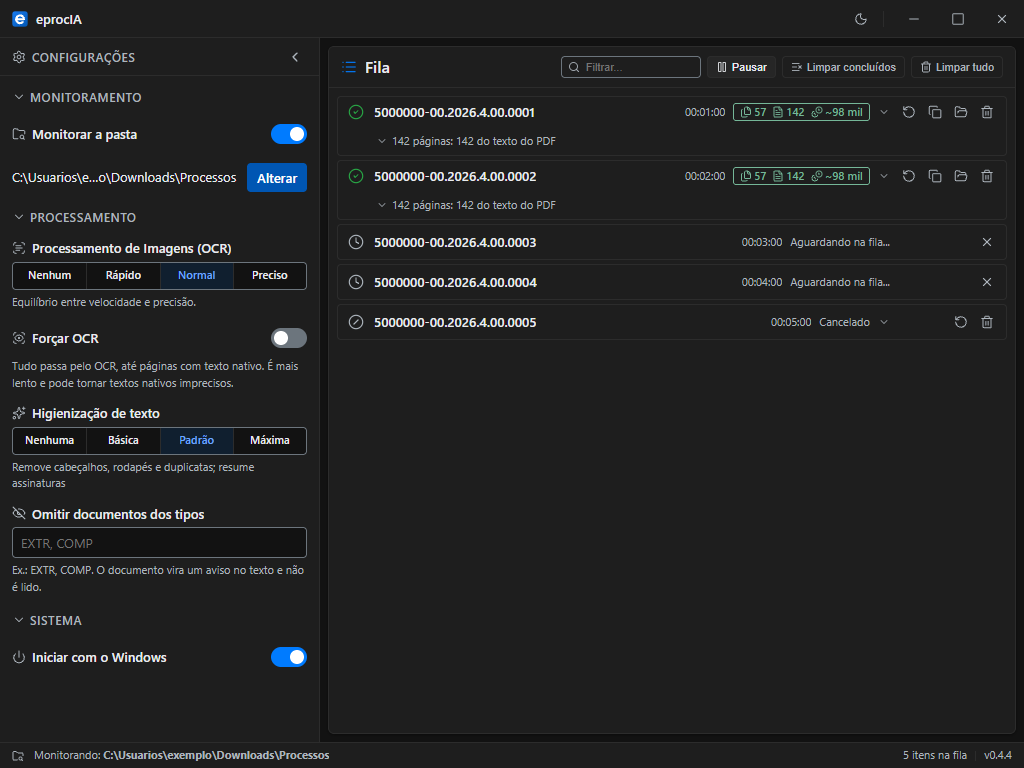 eprocIA
CONFIGURAÇÕES
MONITORAMENTO
Monitorar a pasta
C:\Usuarios\e...o\Downloads\Processos
Alterar
PROCESSAMENTO
Processamento de Imagens (OCR)
Nenhum Rápido Normal Preciso
Equilíbrio entre velocidade e precisão.
Forçar OCR
Tudo passa pelo OCR, até páginas com texto nativo. É mais
lento e pode tornar textos nativos imprecisos.
Higienização de texto
Nenhuma Básica Padrão Máxima
Remove cabeçalhos, rodapés e duplicatas; resume
assinaturas
Omitir documentos dos tipos
EXTR, COMP
Ex.: EXTR, COMP. O documento vira um aviso no texto e não
é lido.
SISTEMA
Iniciar com o Windows
Fila
Filtrar...
Pausar
Limpar concluídos
Limpar tudo
5000000-00.2026.4.00.0001 00:01:00 57 142 ~98 mil
142 páginas: 142 do texto do PDF
5000000-00.2026.4.00.0002 00:02:00 57 142 ~98 mil
142 páginas: 142 do texto do PDF
5000000-00.2026.4.00.0003 00:03:00 Aguardando na fila...
5000000-00.2026.4.00.0004 00:04:00 Aguardando na fila...
5000000-00.2026.4.00.0005 00:05:00 Cancelado
Monitorando: C:\Usuarios\exemplo\Downloads\Processos
5 itens na fila v0.4.4